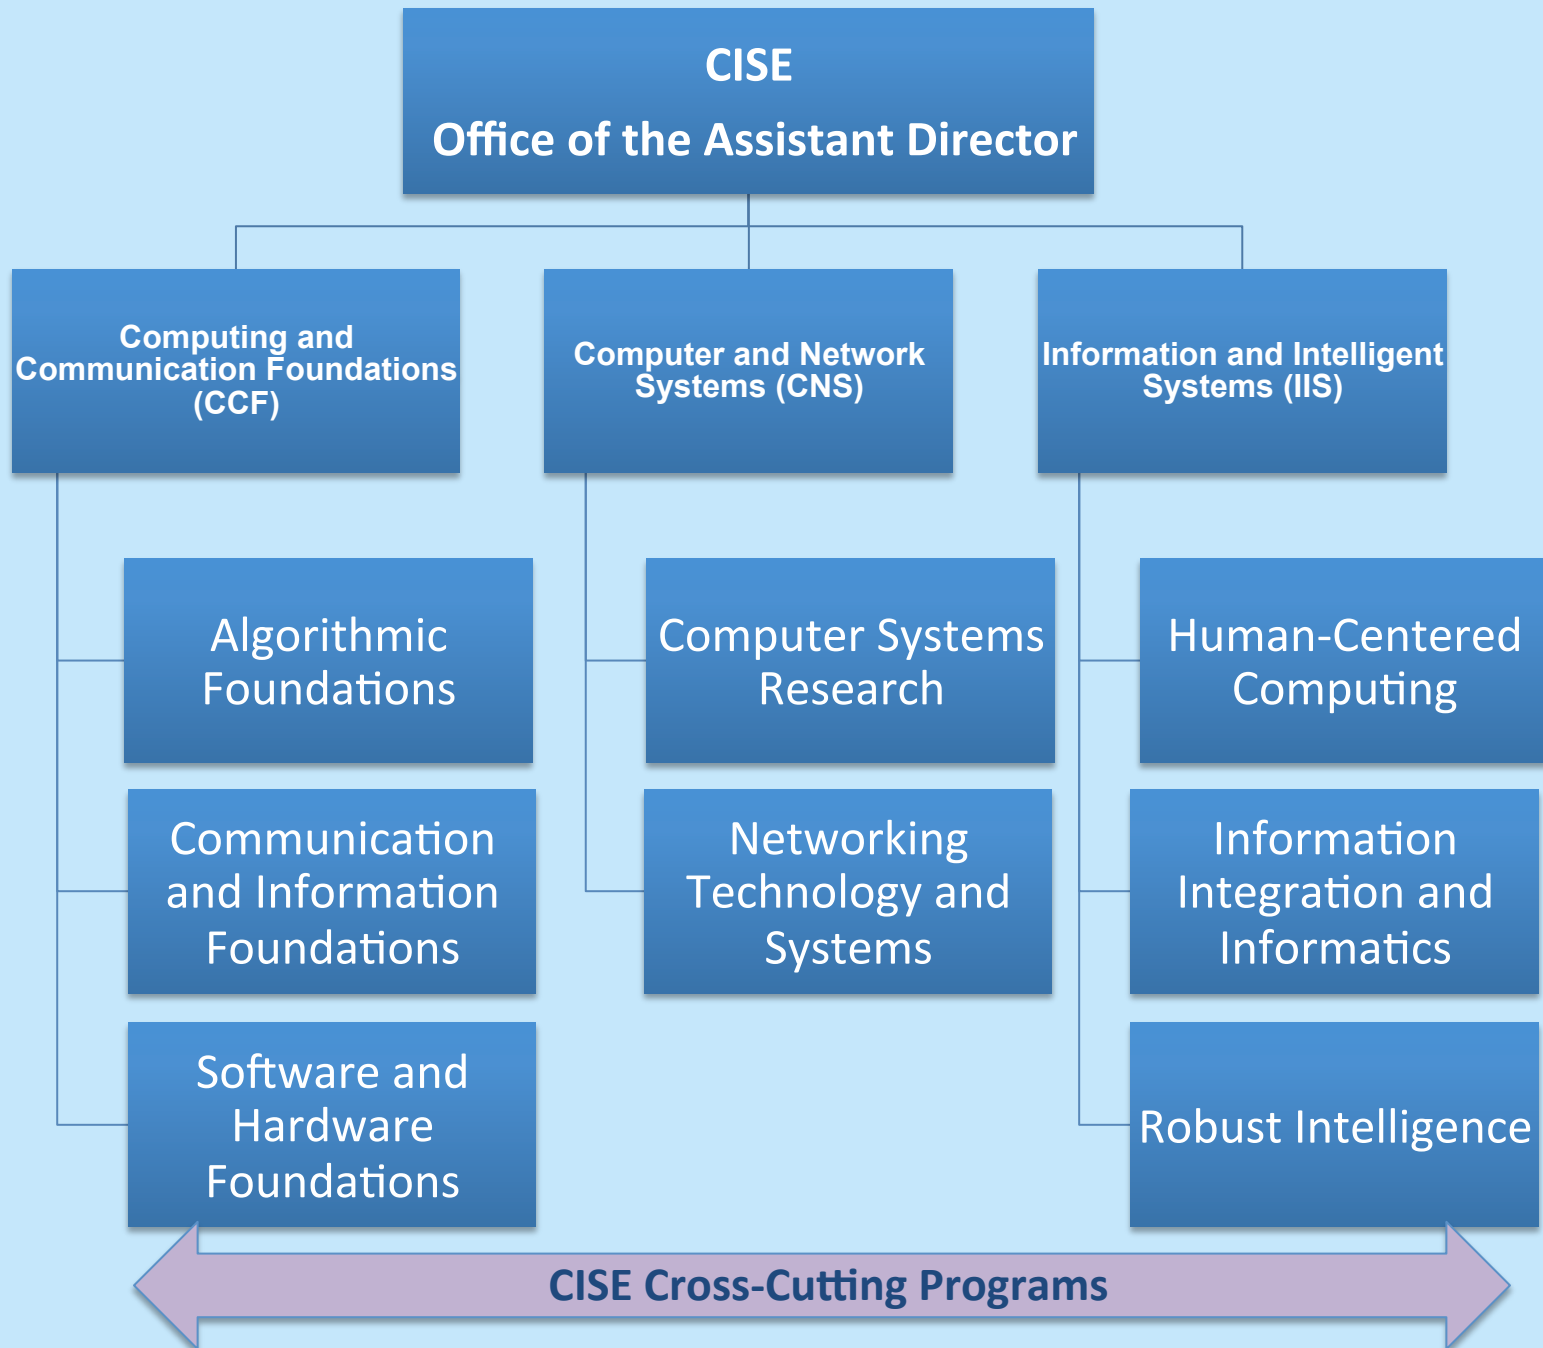 CISE
Office of the Assistant Director
Computing and
Communication Foundations
(CCF)
Computer and Network
Systems (CNS)
Information and Intelligent
Systems (IIS)
Algorithmic
Foundations
Communication
and Information
Foundations
Software and
Hardware
Foundations
Computer Systems
Research
Networking
Technology and
Systems
Human-Centered
Computing
Information
Integration and
Informatics
Robust Intelligence
CISE Cross-Cutting Programs